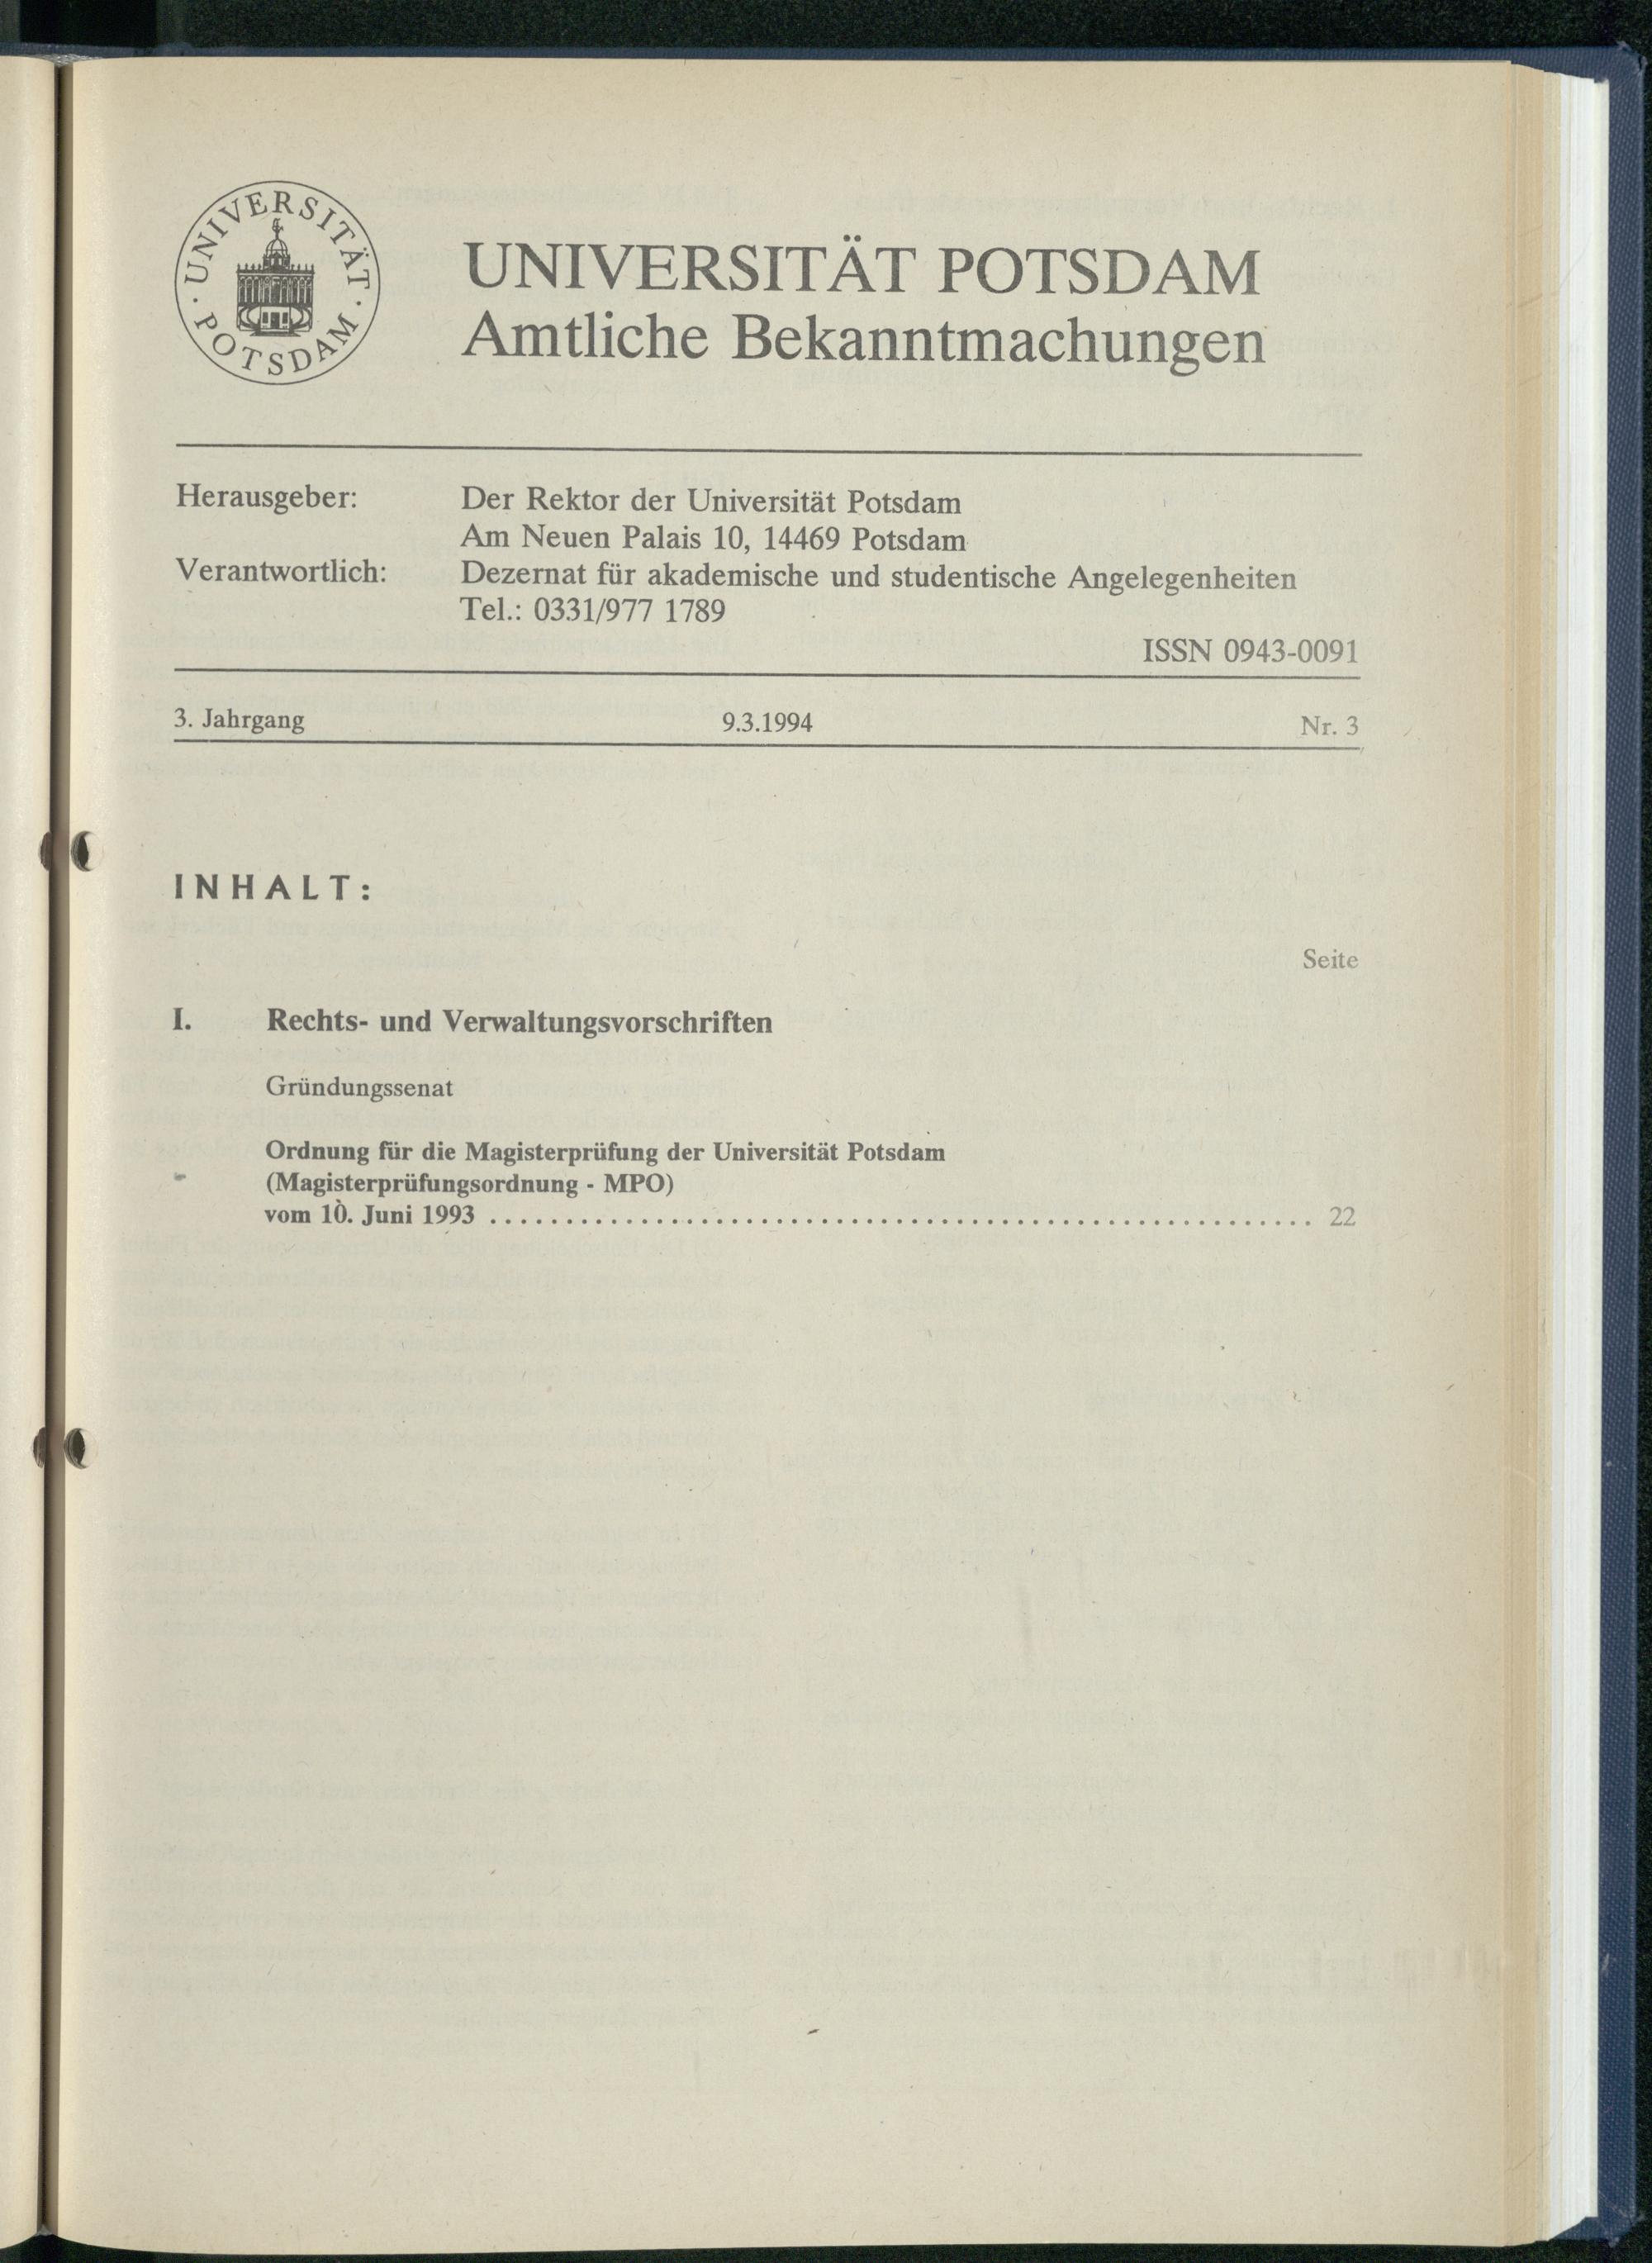 UNIVERSITÄT
POTSDAM
UNIVERSITÄT POTSDAM
Amtliche Bekanntmachungen
Herausgeber: Der Rektor der Universität Potsdam
Am Neuen Palais 10, 14469 Potsdam
Verantwortlich: Dezernat für akademische und studentische Angelegenheiten
Tel.: 0331/977 1789
ISSN 0943-0091
3. Jahrgang 9.3.1994 Nr. 3
INHALT:
Seite
I. Rechts- und Verwaltungsvorschriften
Gründungssenat
Ordnung für die Magisterprüfung der Universität Potsdam
(Magisterprüfungsordnung - MPO)
vom 10. Juni 1993 ........................................................ 22